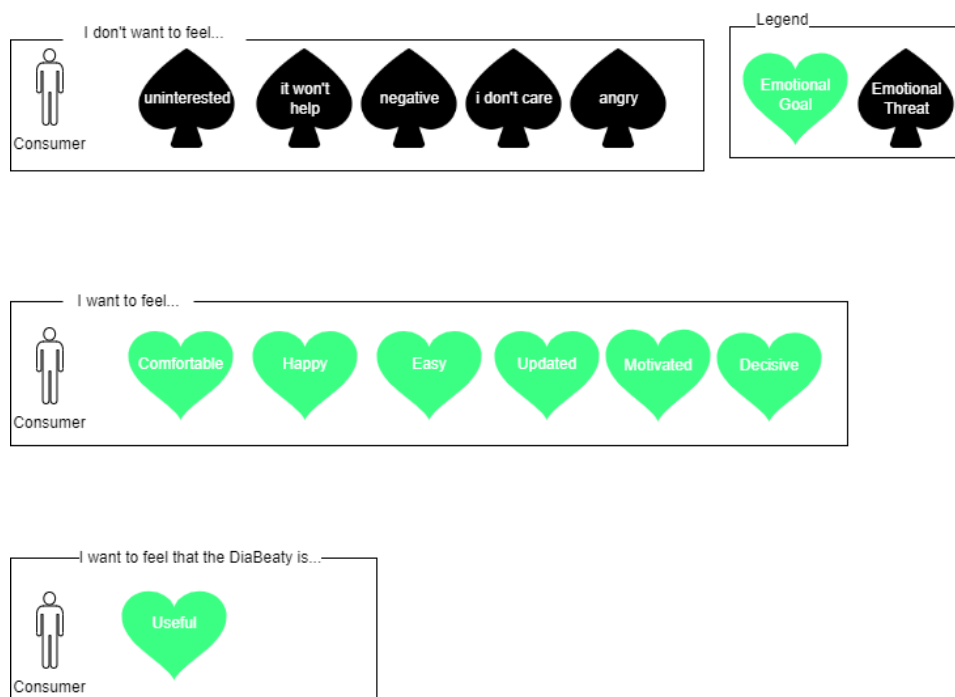 I don't want to feel...
Legend
uninterested
it won't
help
negative
i don't care
angry
Emotional
Goal
Emotional
Threat
Consumer
I want to feel...
Comfortable
Happy
Easy
Updated
Motivated
Decisive
Consumer
I want to feel that the DiaBeaty is...
Useful
Consumer